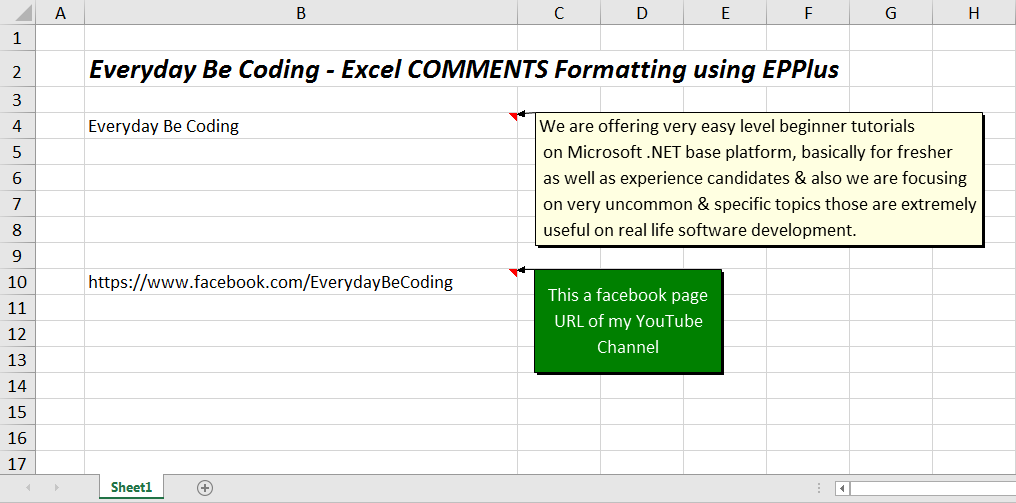 A B C D E F G H
1
2 Everyday Be Coding - Excel COMMENTS Formatting using EPPlus
3
4 Everyday Be Coding We are offering very easy level beginner tutorials
5 on Microsoft .NET base platform, basically for fresher
6 as well as experience candidates & also we are focusing
7 on very uncommon & specific topics those are extremely
8 useful on real life software development.
9
10 https://www.facebook.com/EverydayBeCoding This a facebook page
11 URL of my YouTube
12 Channel
13
14
15
16
17
Sheet1